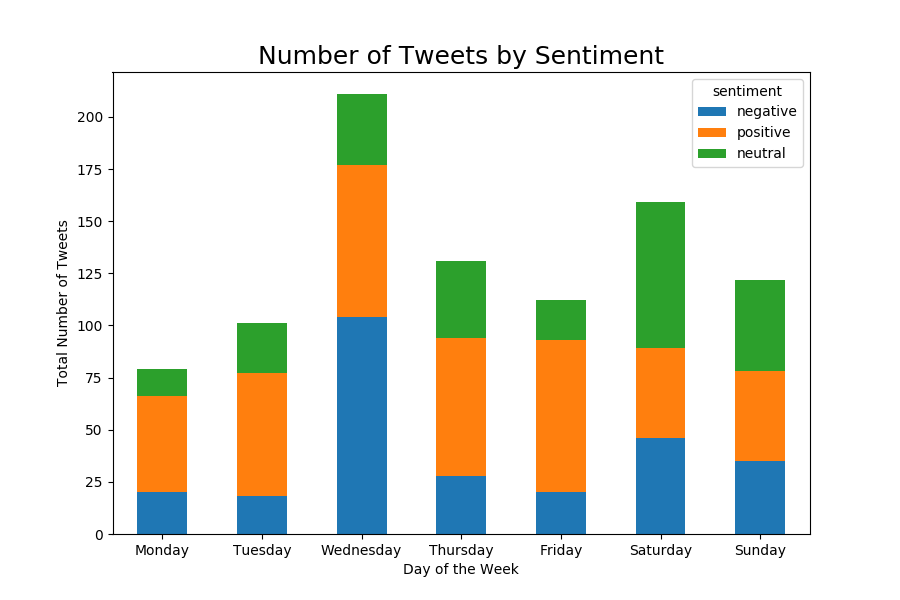 Number of Tweets by Sentiment
sentiment
negative
positive
neutral
Total Number of Tweets
200
175
150
125
100
75
50
25
0
Monday Tuesday Wednesday Thursday Friday Saturday Sunday
Day of the Week